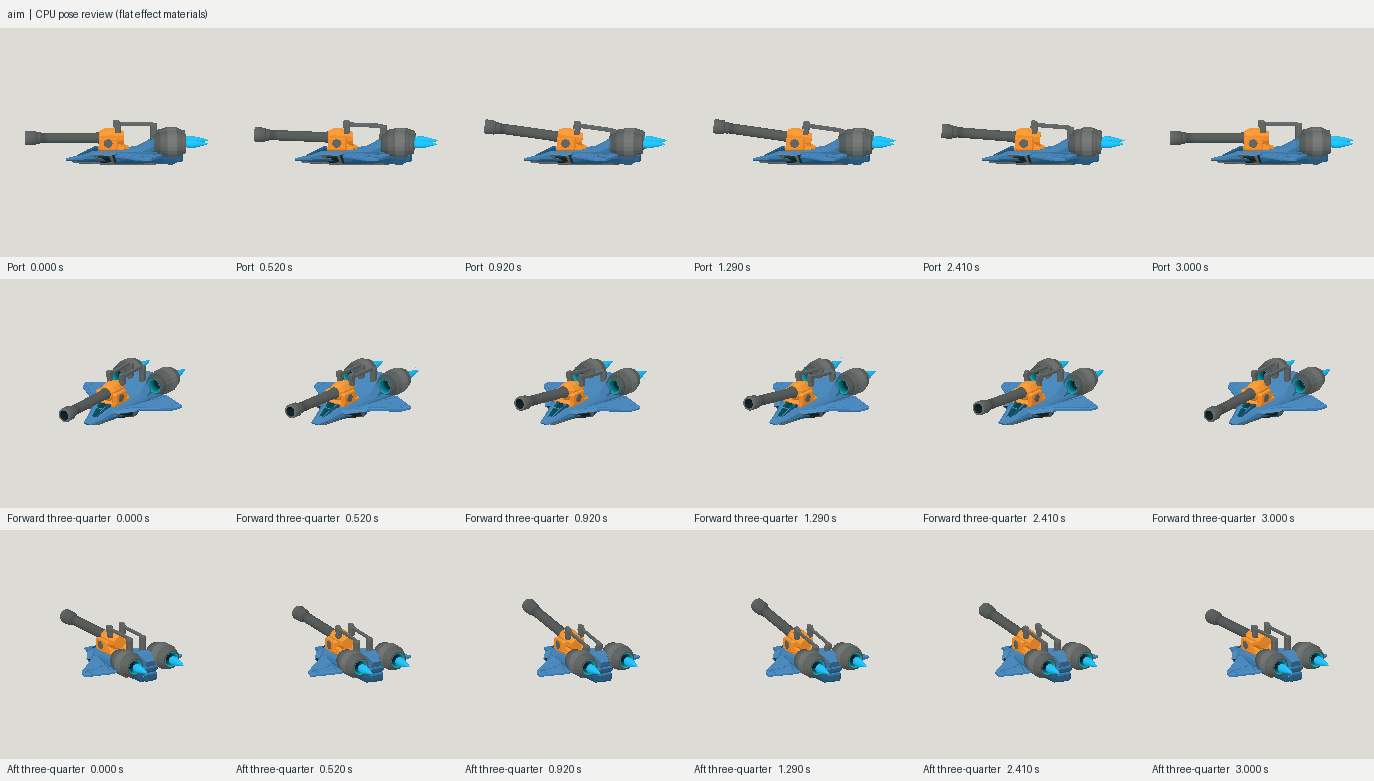 aim | CPU pose review (flat effect materials)
Port 0.000 s
Port 0.520 s
Port 0.920 s
Port 1.290 s
Port 2.410 s
Port 3.000 s
Forward three-quarter 0.000 s
Forward three-quarter 0.520 s
Forward three-quarter 0.920 s
Forward three-quarter 1.290 s
Forward three-quarter 2.410 s
Forward three-quarter 3.000 s
Aft three-quarter 0.000 s
Aft three-quarter 0.520 s
Aft three-quarter 0.920 s
Aft three-quarter 1.290 s
Aft three-quarter 2.410 s
Aft three-quarter 3.000 s